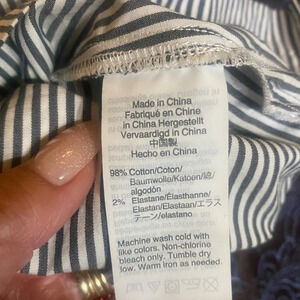 Made in China
Fabriqué en Chine
in China Hergestellt
Vervaardigd in China
中国製
Hecho en China
98% Cotton/Coton/
Baumwolle/Katoen/綿/
algodón
2% Elastane/Élasthanne/
Elastan/Elastaan/エラス
テーン/elastano
Machine wash cold with
like colors. Non-chlorine
bleach only. Tumble dry
low. Warm iron as needed.